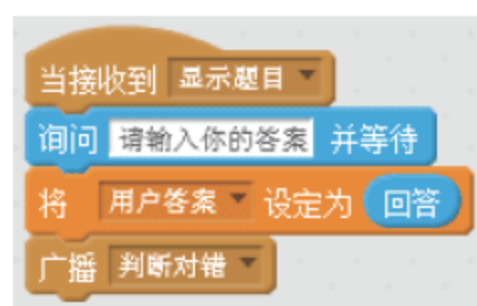 当接收到 显示题目
询问 请输入你的答案 并等待
将 用户答案 设定为 回答
广播 判断对错